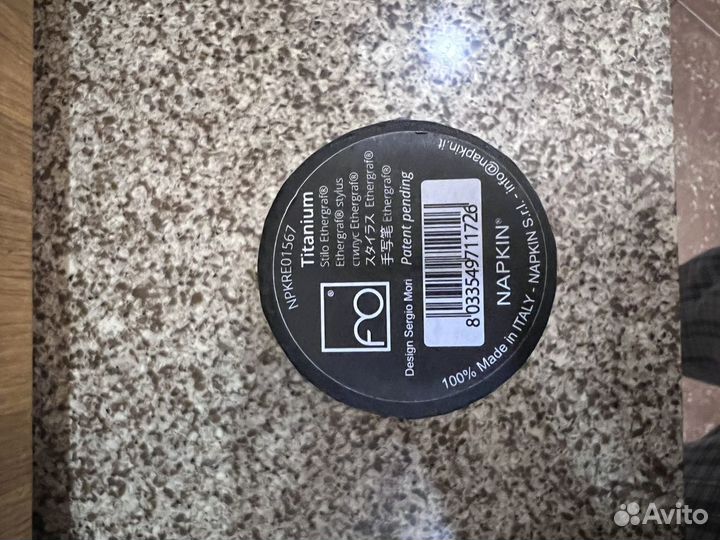 NPKRE01567
Titanium
Stilo Ethergraf®
Ethergraf® stylus
стилус Ethergraf®
スタイラス Ethergraf®
手写笔 Ethergraf®
Patent pending
®
Design Sergio Mori
8 033549 711726
NAPKIN®
100% Made in ITALY - NAPKIN S.r.l. - info@napkin.it
Avito